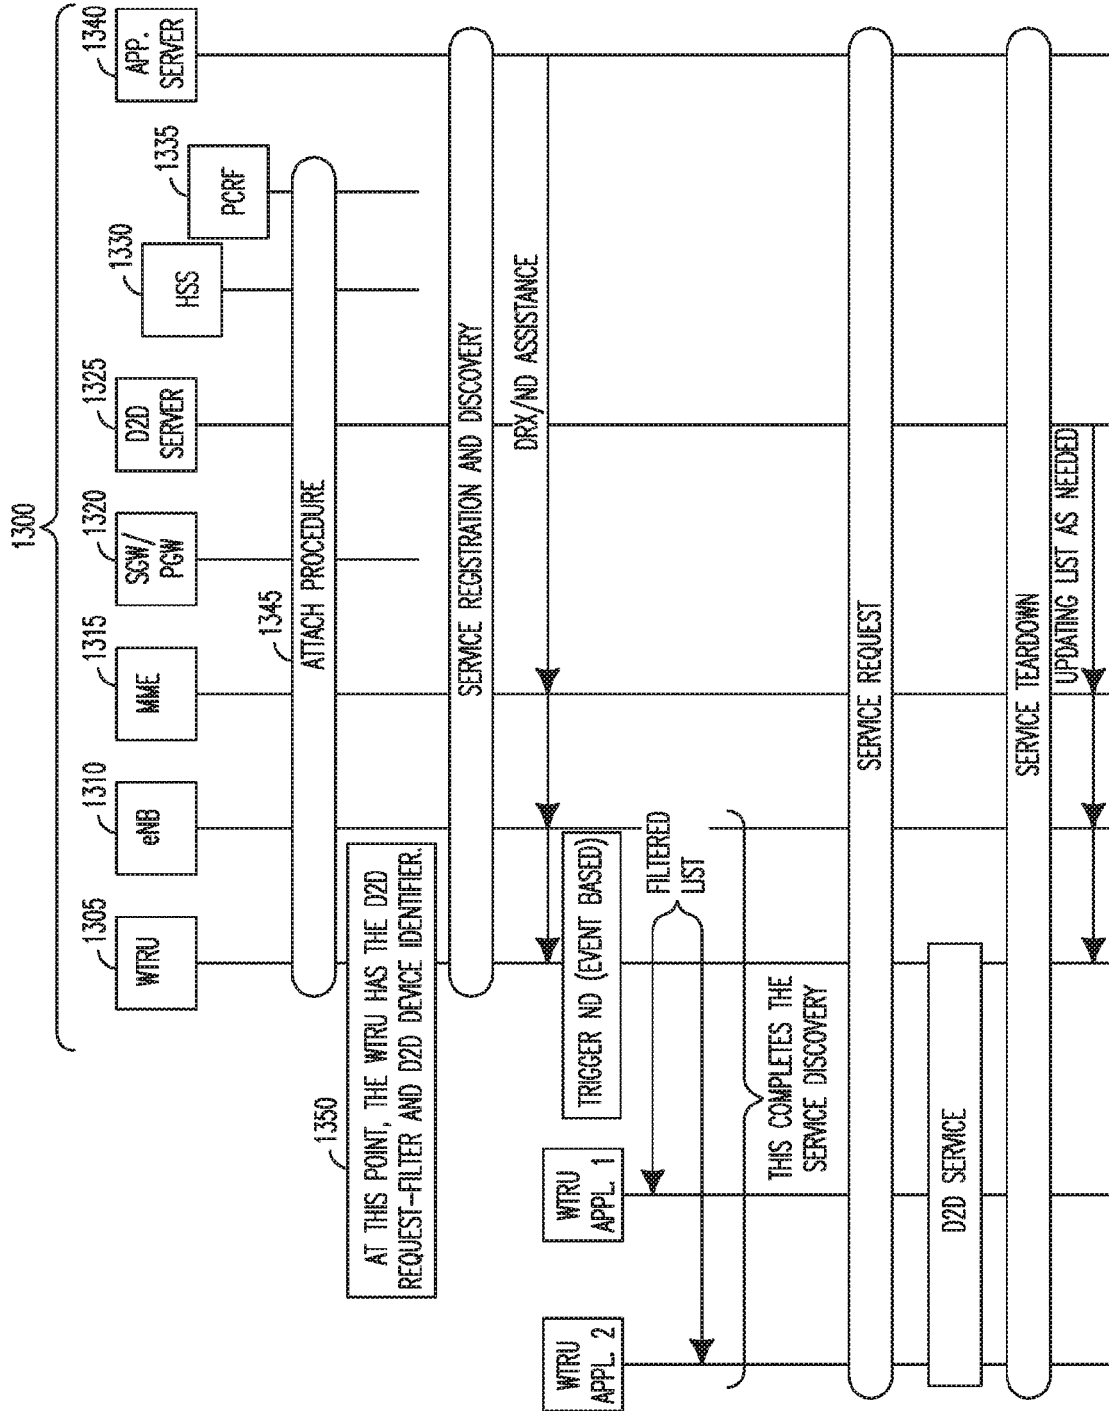 1300
1305
WTRU
1310
eNB
1315
MME
1320
SGW/
PGW
1325
D2D
SERVER
1330
HSS
1335
PCRF
1340
APP.
SERVER
1345
ATTACH PROCEDURE
1350
AT THIS POINT, THE WTRU HAS THE D2D
REQUEST-FILTER AND D2D DEVICE IDENTIFIER.
SERVICE REGISTRATION AND DISCOVERY
DRX/ND ASSISTANCE
WTRU
APPL. 2
WTRU
APPL. 1
TRIGGER ND (EVENT BASED)
FILTERED
LIST
THIS COMPLETES THE
SERVICE DISCOVERY
SERVICE REQUEST
D2D SERVICE
SERVICE TEARDOWN
UPDATING LIST AS NEEDED